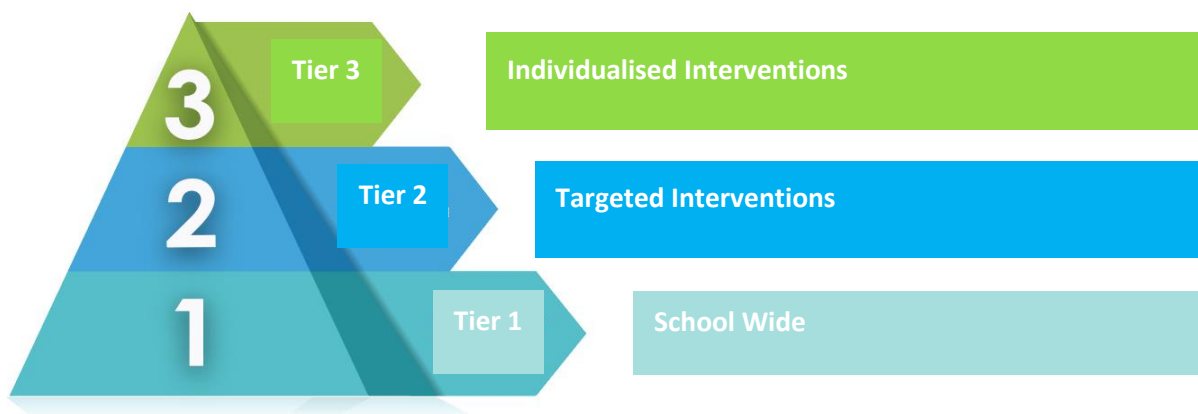 3 Tier 3 Individualised Interventions
2 Tier 2 Targeted Interventions
1 Tier 1 School Wide